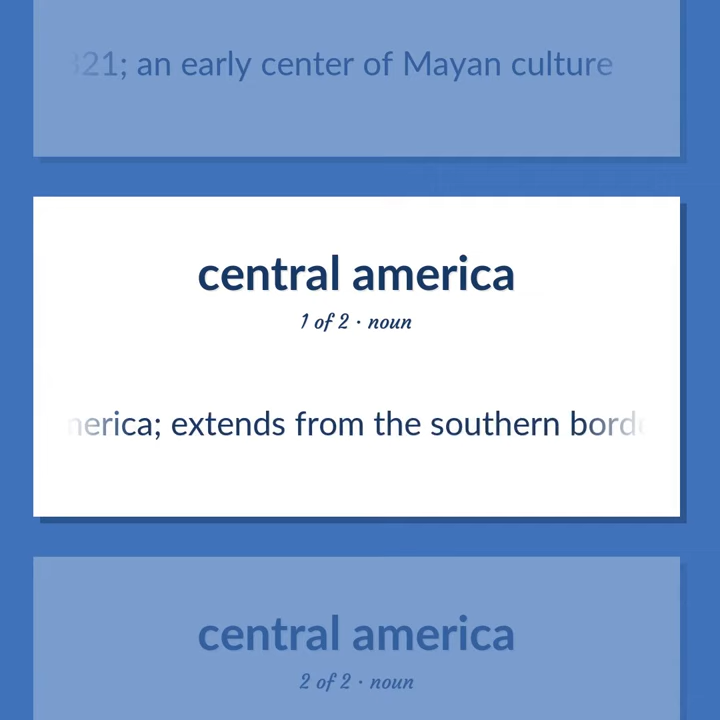 21; an early center of Mayan culture
central america
1 of 2 · noun
erica; extends from the southern bord
central america
2 of 2 · noun